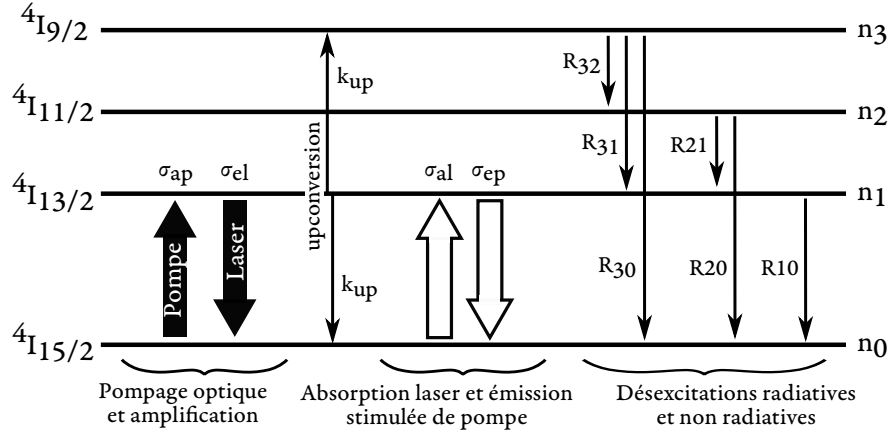 4I9/2
n3
kup
R32
4I11/2
n2
upconversion
R31
R21
σap
σel
σal
σep
4I13/2
n1
Pompe
Laser
kup
R30
R20
R10
4I15/2
n0
Pompage optique
et amplification
Absorption laser et émission
stimulée de pompe
Désexcitations radiatives
et non radiatives